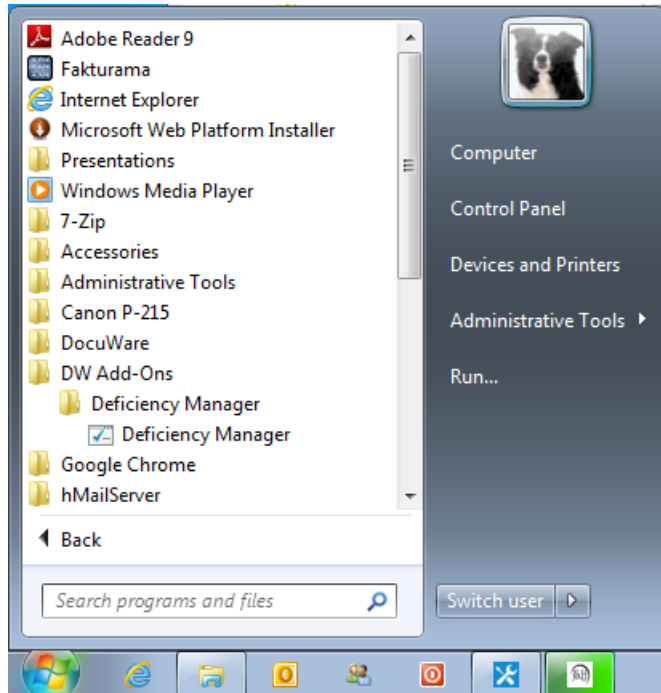 Adobe Reader 9
Fakturama
Internet Explorer
Microsoft Web Platform Installer
Presentations
Windows Media Player
7-Zip
Accessories
Administrative Tools
Canon P-215
DocuWare
DW Add-Ons
Deficiency Manager
Deficiency Manager
Google Chrome
hMailServer
Back
Search programs and files
Computer
Control Panel
Devices and Printers
Administrative Tools
Run...
Switch user